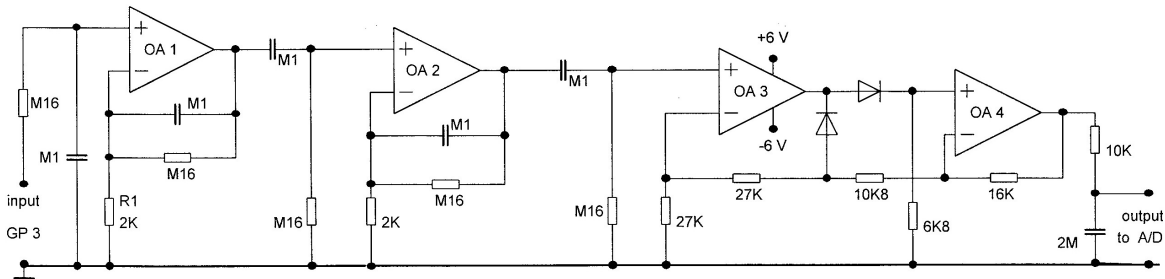 OA 1
+
−
M16
M1
M1
M16
R1
2K
input
GP 3
M1
M16
OA 2
+
−
M1
M16
2K
M1
M16
+6 V
OA 3
+
−
-6 V
27K
27K
10K8
6K8
OA 4
+
−
16K
10K
2M
output
to A/D